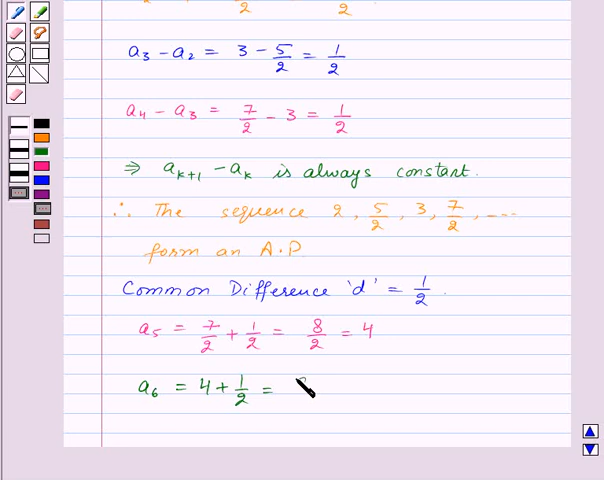 a₃ - a₂ = 3 - 5/2 = 1/2
a₄ - a₃ = 7/2 - 3 = 1/2
⇒ aₖ₊₁ - aₖ is always constant.
∴ The sequence 2, 5/2, 3, 7/2, ----
form an A.P
Common Difference 'd' = 1/2.
a₅ = 7/2 + 1/2 = 8/2 = 4
a₆ = 4 + 1/2 =